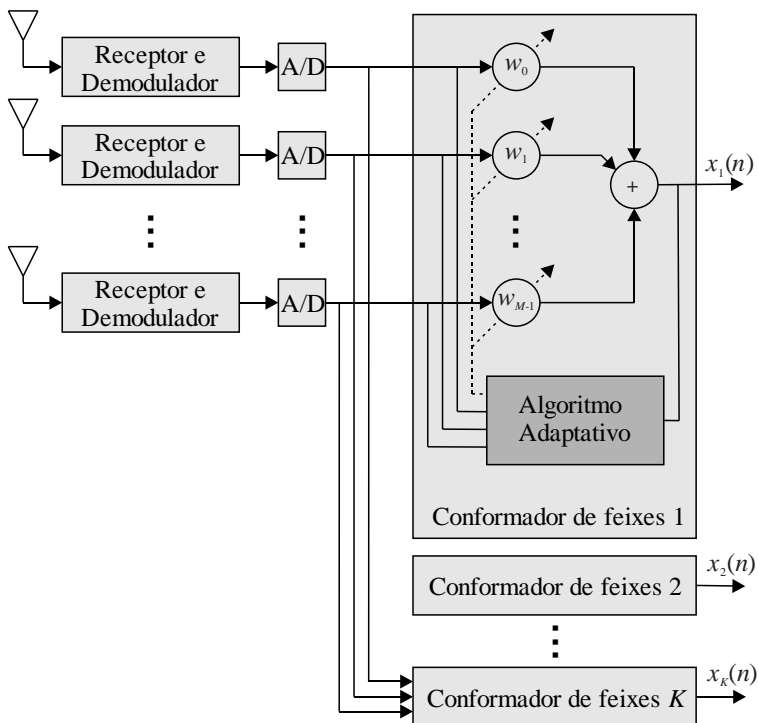 Receptor e
Demodulador
A/D
w0
Receptor e
Demodulador
A/D
w1
x1(n)
+
Receptor e
Demodulador
A/D
wM-1
Algoritmo
Adaptativo
Conformador de feixes 1
Conformador de feixes 2
x2(n)
Conformador de feixes K
xK(n)